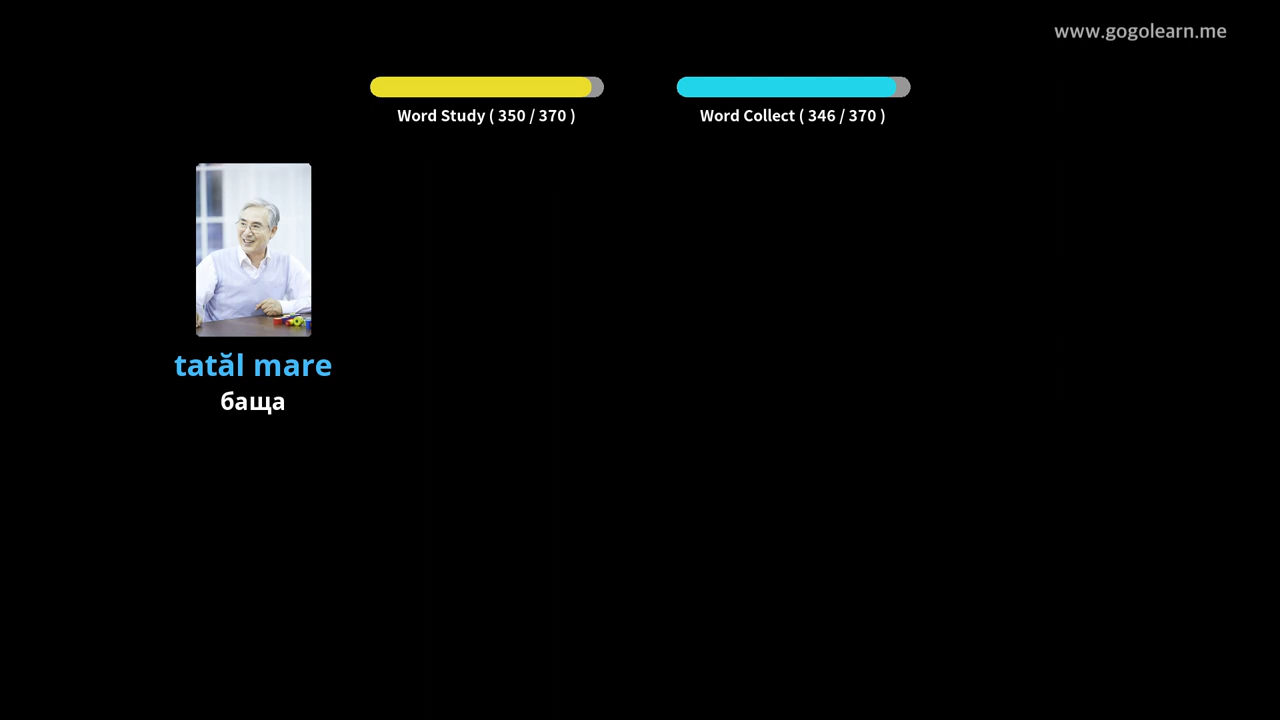 www.gogolearn.me
Word Study ( 350 / 370 )
Word Collect ( 346 / 370 )
tatăl mare
баща